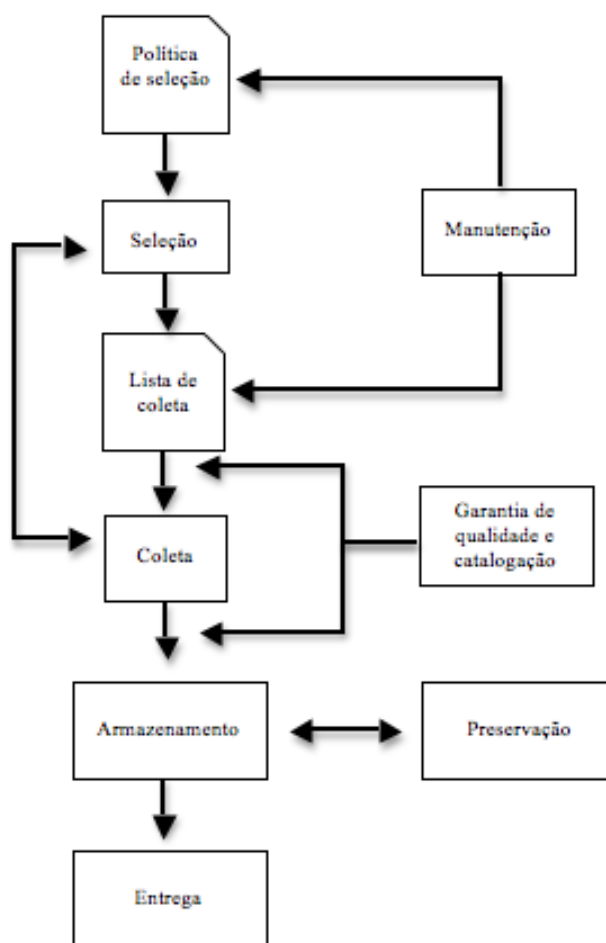 Política
de seleção
Seleção
Manutenção
Lista de
coleta
Garantia de
qualidade e
catalogação
Coleta
Armazenamento
Preservação
Entrega